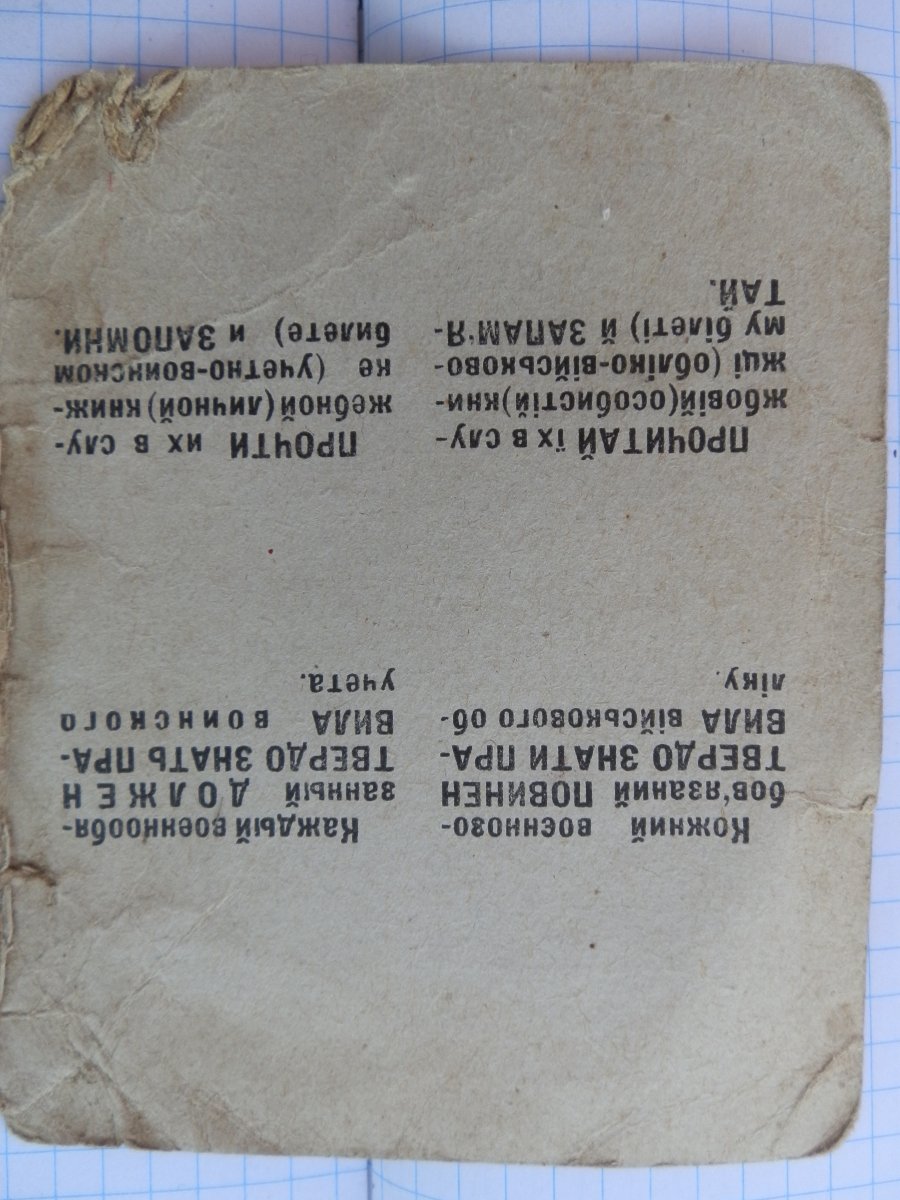 Кожний военнозо-
бов'язаний ПОВИНЕН
ТВЕРДО ЗНАТИ ПРА-
ВИЛА військового об-
ліку.
Каждый военнообя-
занный ДОЛЖЕН
ТВЕРДО ЗНАТЬ ПРА-
ВИЛА воинского
учета.
ПРОЧИТАЙ їх в слу-
жбовій (особистій) кни-
жці (обліко-військово-
му білеті) й ЗАПАМ'Я-
ТАЙ.
ПРОЧТИ их в слу-
жебной (личной) книж-
ке (учетно-воинском
билете) и ЗАПОМНИ.